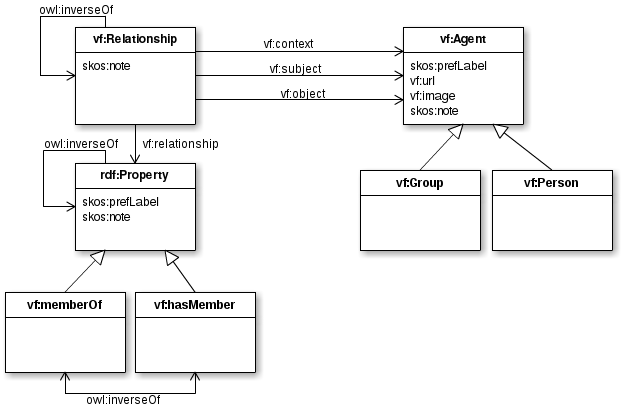 owl:inverseOf
vf:Relationship
skos:note
vf:context
vf:subject
vf:object
vf:Agent
skos:prefLabel
vf:url
vf:image
skos:note
vf:relationship
owl:inverseOf
rdf:Property
skos:prefLabel
skos:note
vf:Group
vf:Person
vf:memberOf
vf:hasMember
owl:inverseOf